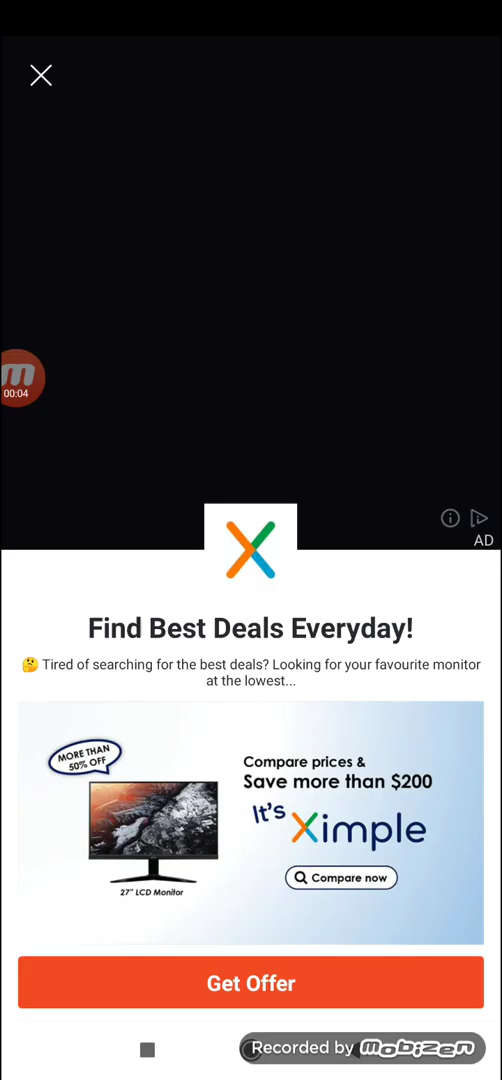 00:04
AD
Find Best Deals Everyday!
🤔 Tired of searching for the best deals? Looking for your favourite monitor
at the lowest...
MORE THAN
50% OFF
27" LCD Monitor
Compare prices &
Save more than $200
It's Ximple
Compare now
Get Offer
Recorded by mobizen